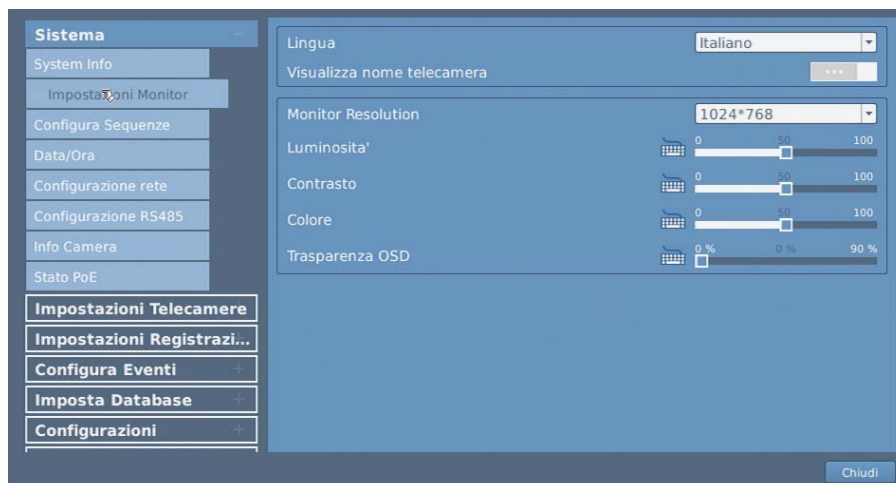 Sistema
System Info
Impostazioni Monitor
Configura Sequenze
Data/Ora
Configurazione rete
Configurazione RS485
Info Camera
Stato PoE
Impostazioni Telecamere
Impostazioni Registrazi...
Configura Eventi
Imposta Database
Configurazioni
Lingua
Italiano
Visualizza nome telecamera
Monitor Resolution
1024*768
Luminosita'
0 50 100
Contrasto
0 50 100
Colore
0 50 100
Trasparenza OSD
0 % 0 % 90 %
Chiudi